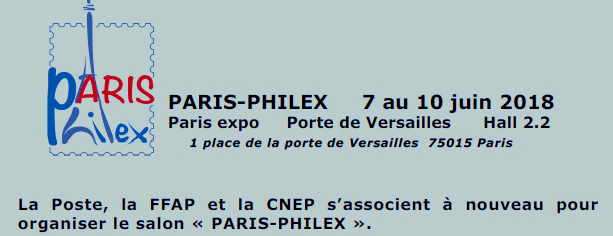 PARIS
Philex
PARIS-PHILEX 7 au 10 juin 2018
Paris expo Porte de Versailles Hall 2.2
1 place de la porte de Versailles 75015 Paris
La Poste, la FFAP et la CNEP s’associent à nouveau pour
organiser le salon « PARIS-PHILEX ».